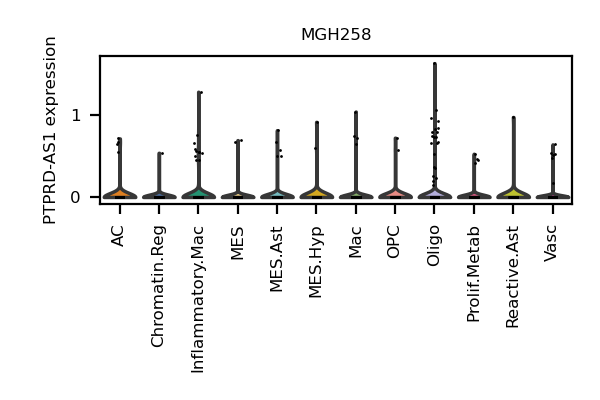 MGH258
PTPRD-AS1 expression
1
0
AC
Chromatin.Reg
Inflammatory.Mac
MES
MES.Ast
MES.Hyp
Mac
OPC
Oligo
Prolif.Metab
Reactive.Ast
Vasc